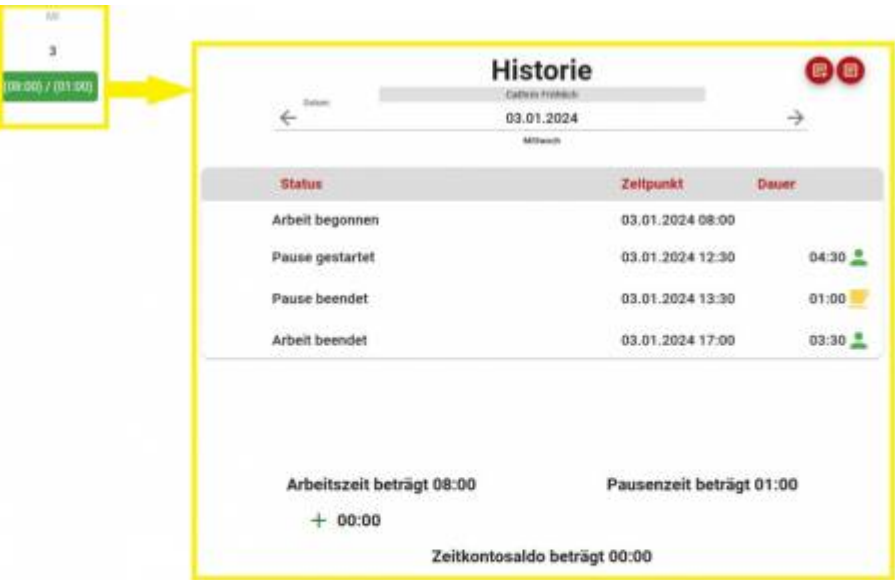 Mi
3
(08:00) / (01:00)
Historie
Cathrin Fröhlich
Datum
03.01.2024
Mittwoch
Status Zeitpunkt Dauer
Arbeit begonnen 03.01.2024 08:00
Pause gestartet 03.01.2024 12:30 04:30
Pause beendet 03.01.2024 13:30 01:00
Arbeit beendet 03.01.2024 17:00 03:30
Arbeitszeit beträgt 08:00 Pausenzeit beträgt 01:00
+ 00:00
Zeitkontosaldo beträgt 00:00